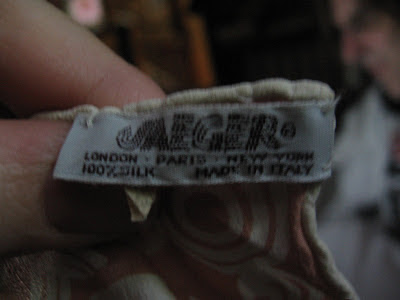 JAEGER®
LONDON · PARIS · NEW YORK
100% SILK MADE IN ITALY